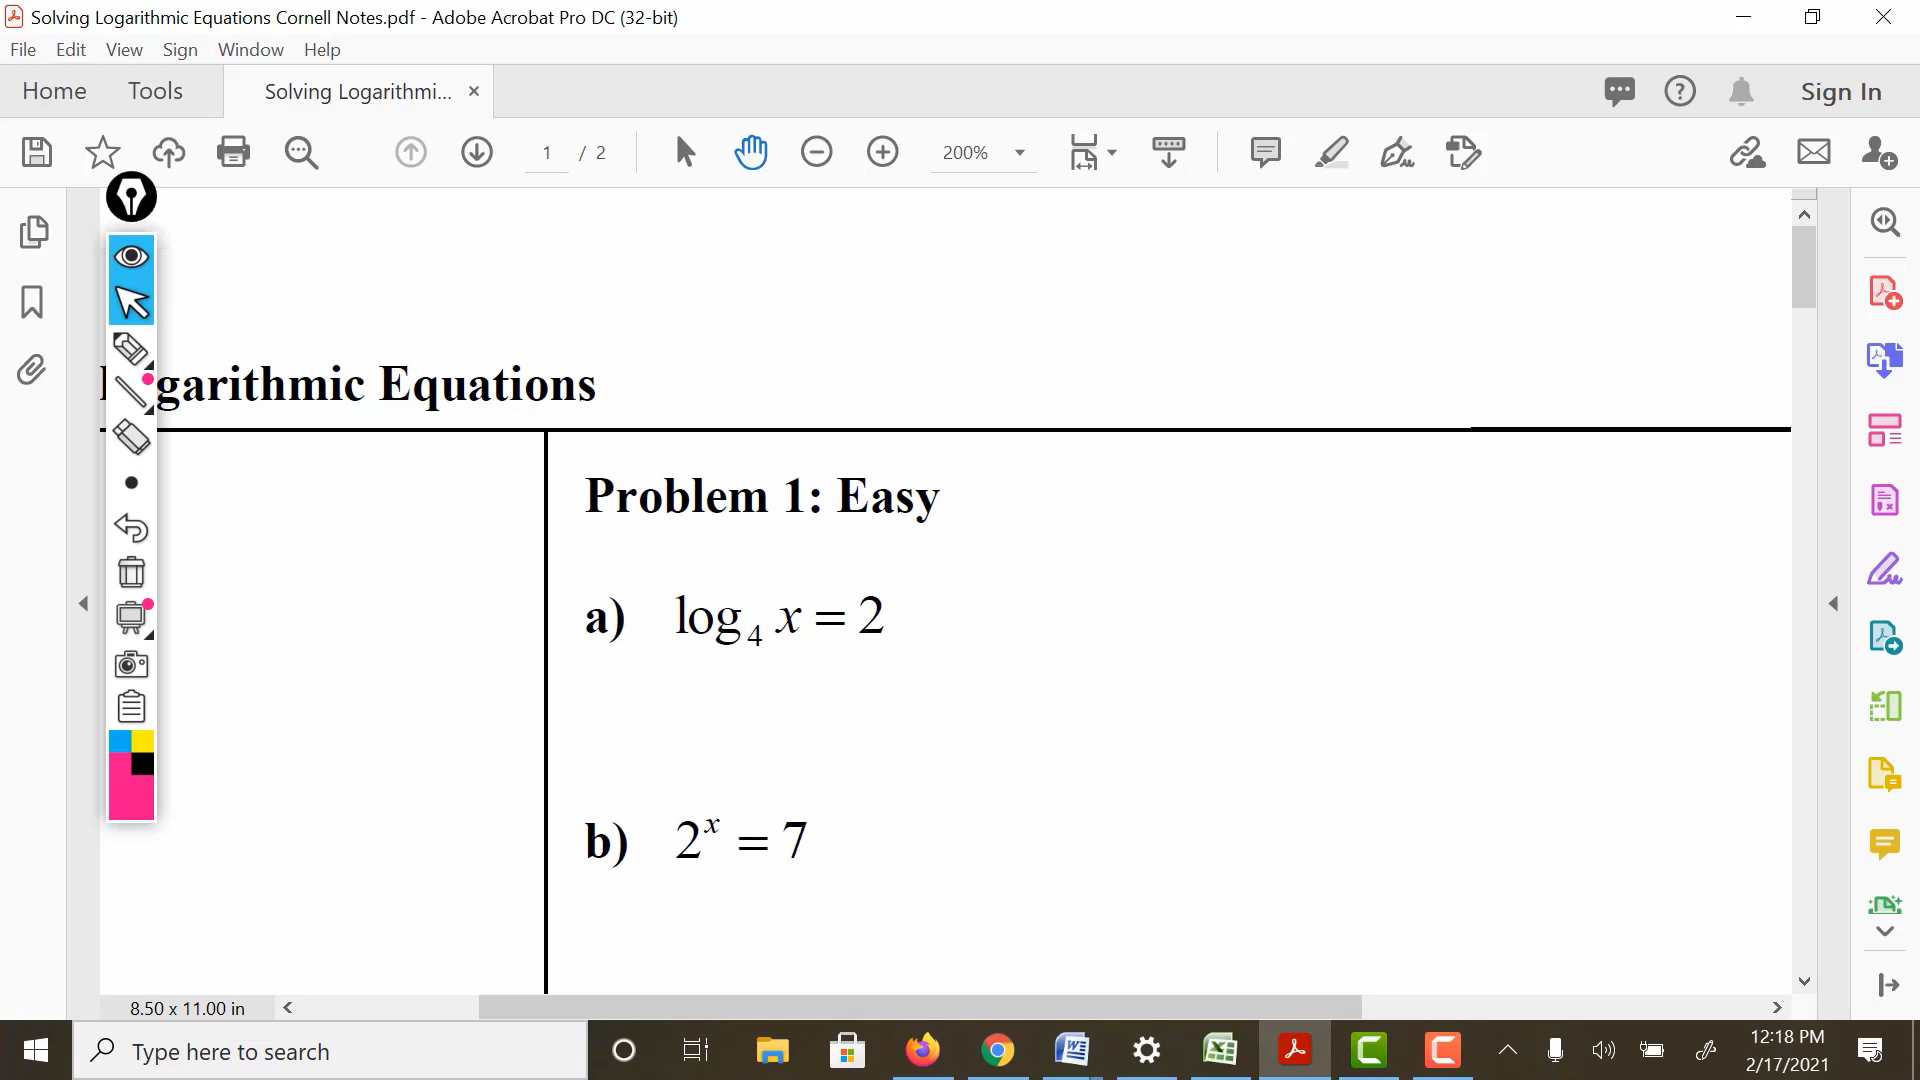 Solving Logarithmic Equations Cornell Notes.pdf - Adobe Acrobat Pro DC (32-bit)
File Edit View Sign Window Help
Home Tools Solving Logarithmi... × Sign In
1 / 2 200%
garithmic Equations
Problem 1: Easy
a) log₄ x = 2
b) 2ˣ = 7
8.50 x 11.00 in
Type here to search
12:18 PM
2/17/2021